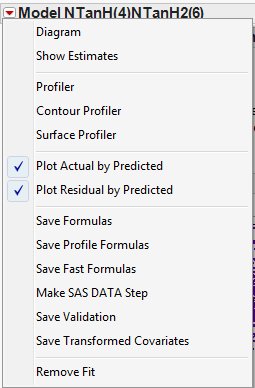 Model NTanH(4)NTanH2(6)
Diagram
Show Estimates
Profiler
Contour Profiler
Surface Profiler
Plot Actual by Predicted
Plot Residual by Predicted
Save Formulas
Save Profile Formulas
Save Fast Formulas
Make SAS DATA Step
Save Validation
Save Transformed Covariates
Remove Fit